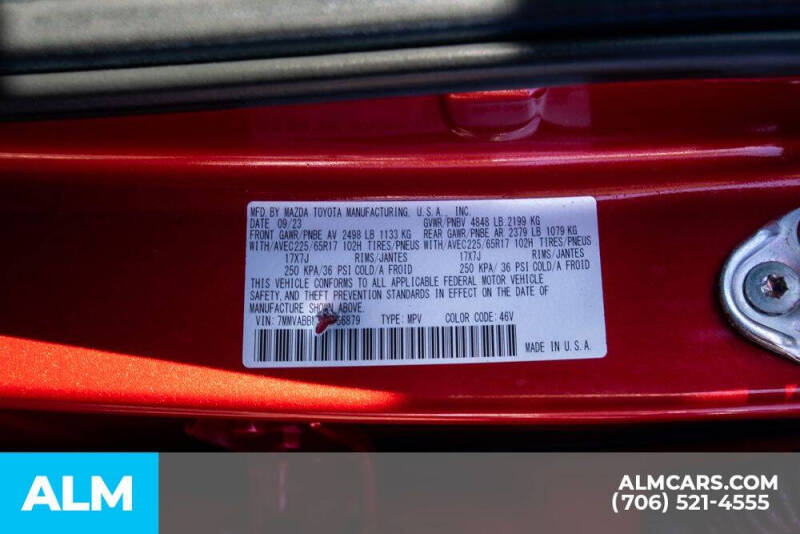 MFD BY MAZDA TOYOTA MANUFACTURING, U.S.A., INC.
DATE 09/23 GVWR/PNBV 4848 LB 2199 KG
FRONT GAWR/PNBE AV 2498 LB 1133 KG REAR GAWR/PNBE AR 2379 LB 1079 KG
WITH/AVEC225/65R17 102H TIRES/PNEUS WITH/AVEC225/65R17 102H TIRES/PNEUS
17X7J RIMS/JANTES 17X7J RIMS/JANTES
250 KPA/36 PSI COLD/A FROID 250 KPA/36 PSI COLD/A FROID
THIS VEHICLE CONFORMS TO ALL APPLICABLE FEDERAL MOTOR VEHICLE
SAFETY, AND THEFT PREVENTION STANDARDS IN EFFECT ON THE DATE OF
MANUFACTURE SHOWN ABOVE.
VIN: TYPE: MPV COLOR CODE: 46V
MADE IN U.S.A.
ALM
ALMCARS.COM
(706) 521-4555